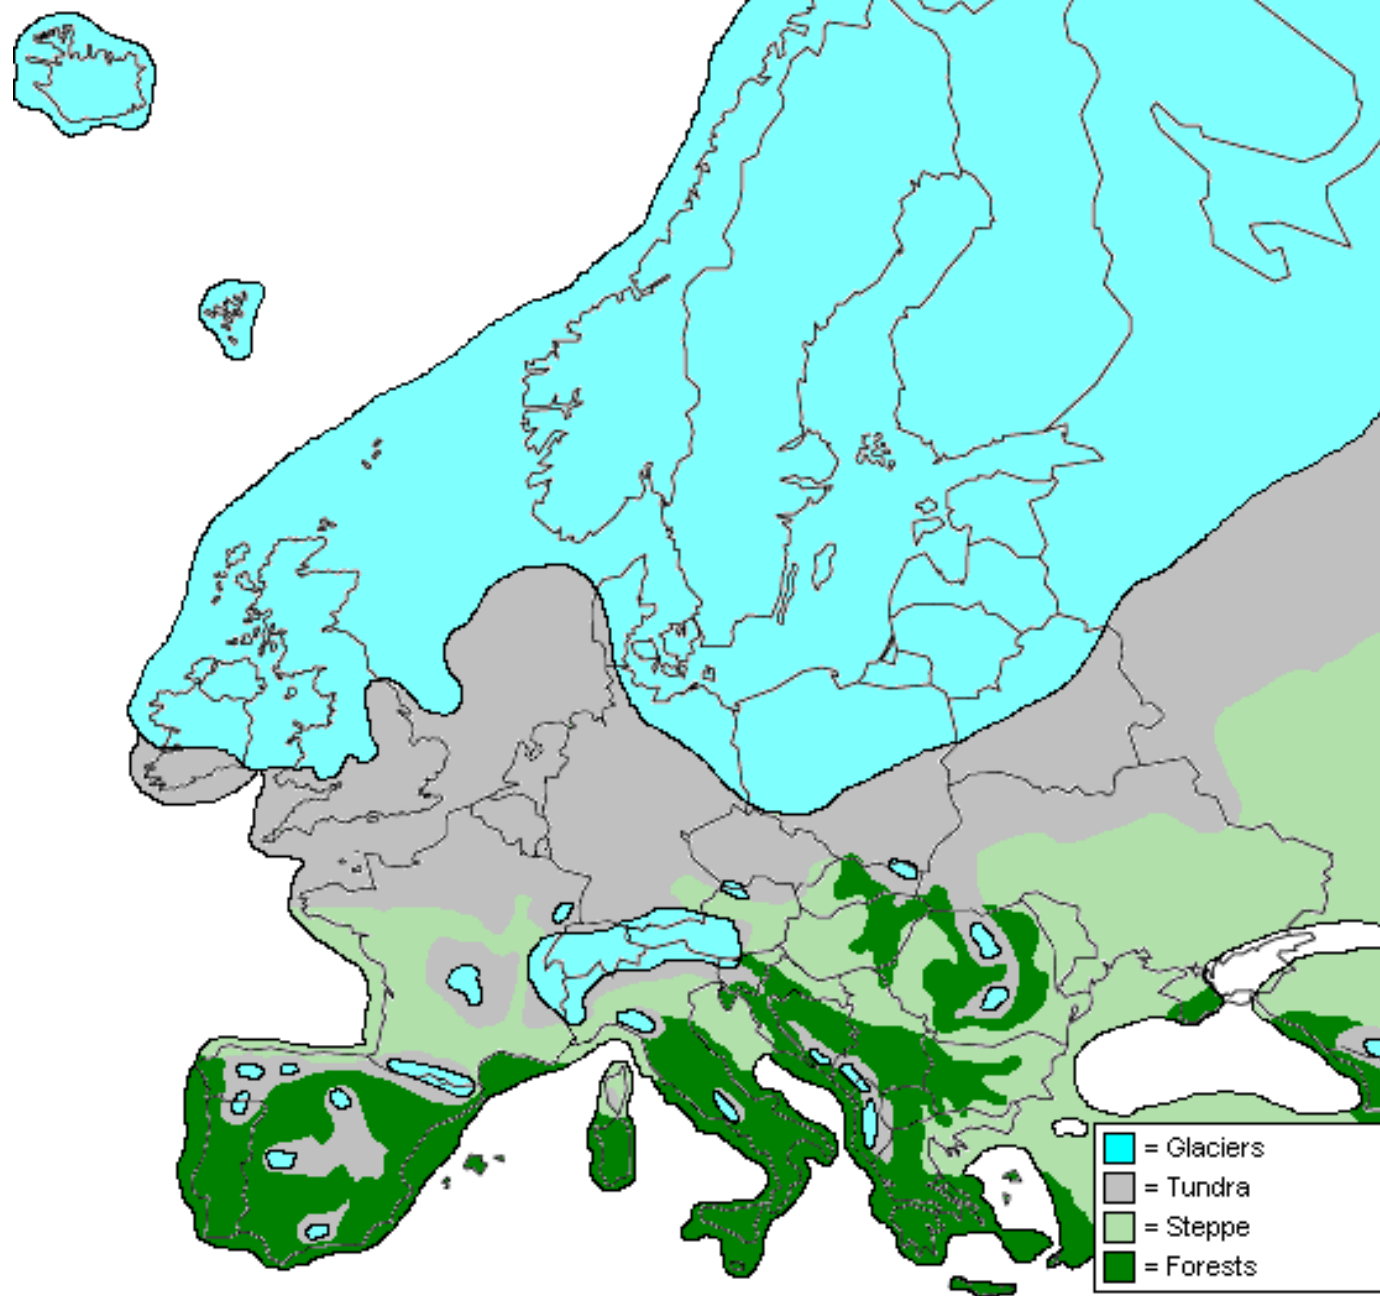 = Glaciers
= Tundra
= Steppe
= Forests